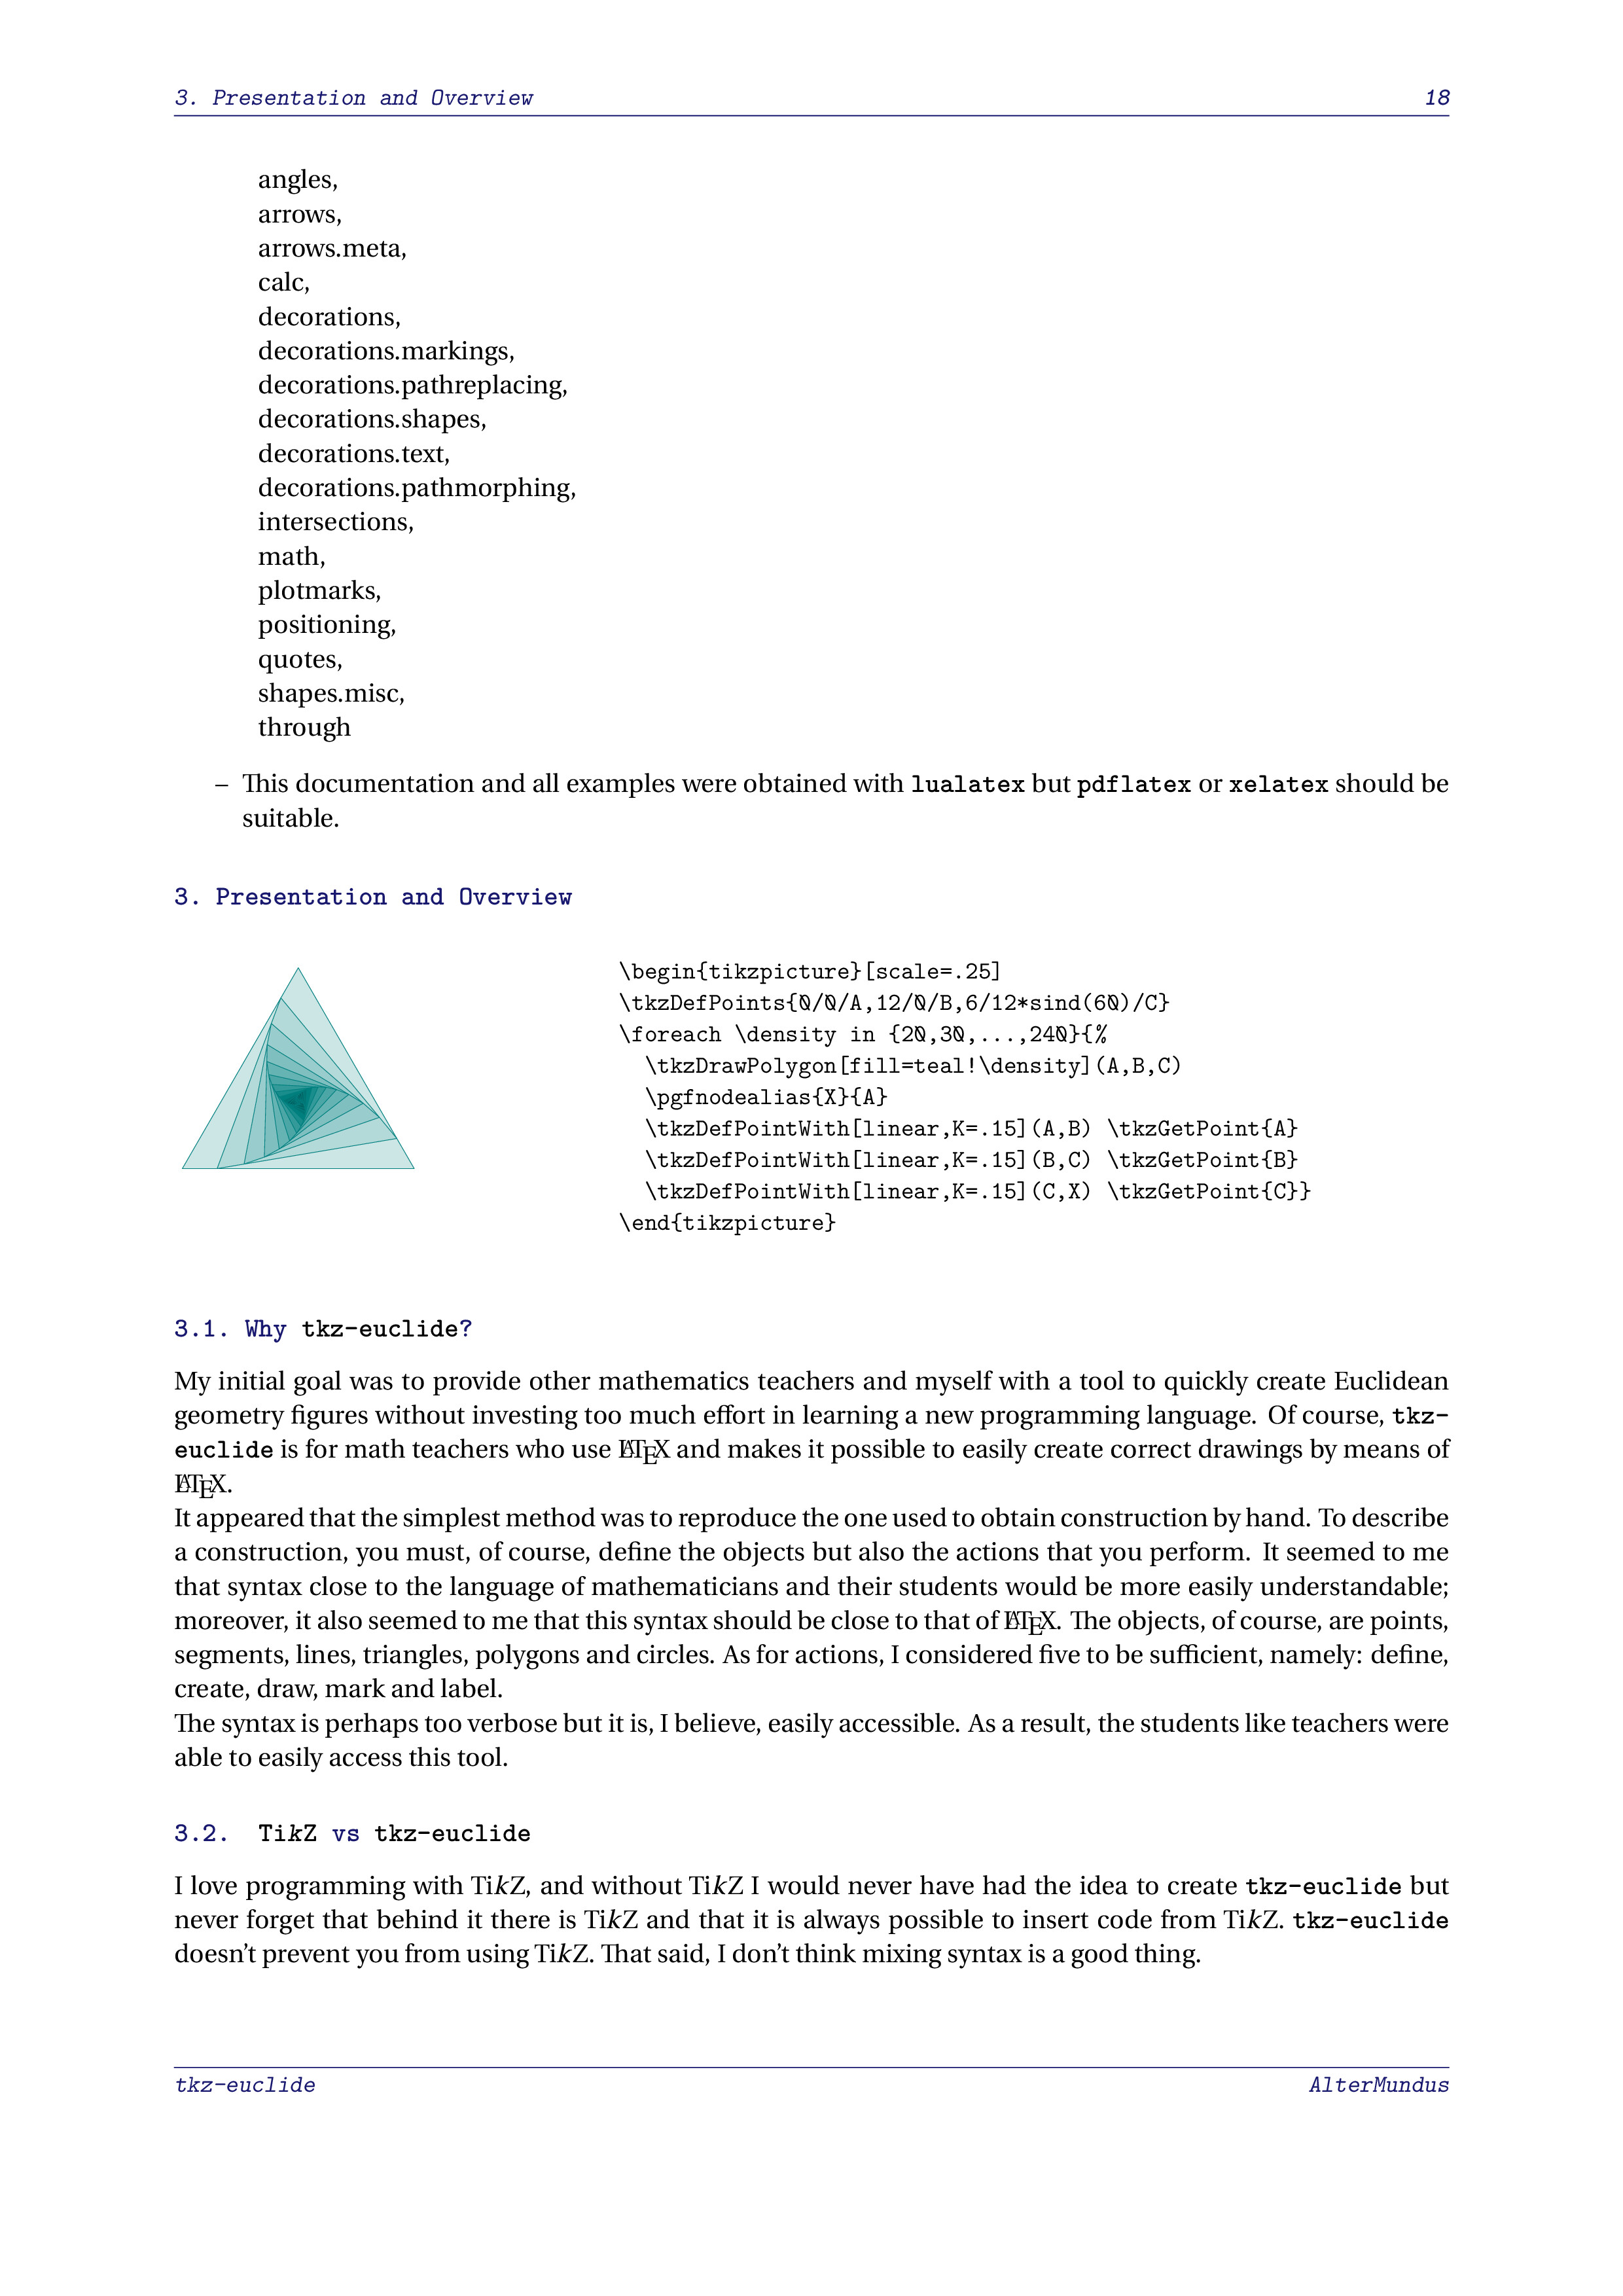 3. Presentation and Overview 18
angles,
arrows,
arrows.meta,
calc,
decorations,
decorations.markings,
decorations.pathreplacing,
decorations.shapes,
decorations.text,
decorations.pathmorphing,
intersections,
math,
plotmarks,
positioning,
quotes,
shapes.misc,
through
– This documentation and all examples were obtained with lualatex but pdflatex or xelatex should be
suitable.
3. Presentation and Overview
\begin{tikzpicture}[scale=.25]
\tkzDefPoints{0/0/A,12/0/B,6/12*sind(60)/C}
\foreach \density in {20,30,...,240}{%
  \tkzDrawPolygon[fill=teal!\density](A,B,C)
  \pgfnodealias{X}{A}
  \tkzDefPointWith[linear,K=.15](A,B) \tkzGetPoint{A}
  \tkzDefPointWith[linear,K=.15](B,C) \tkzGetPoint{B}
  \tkzDefPointWith[linear,K=.15](C,X) \tkzGetPoint{C}}
\end{tikzpicture}
3.1. Why tkz-euclide?
My initial goal was to provide other mathematics teachers and myself with a tool to quickly create Euclidean
geometry figures without investing too much effort in learning a new programming language. Of course, tkz-
euclide is for math teachers who use LATEX and makes it possible to easily create correct drawings by means of
LATEX.
It appeared that the simplest method was to reproduce the one used to obtain construction by hand. To describe
a construction, you must, of course, define the objects but also the actions that you perform. It seemed to me
that syntax close to the language of mathematicians and their students would be more easily understandable;
moreover, it also seemed to me that this syntax should be close to that of LATEX. The objects, of course, are points,
segments, lines, triangles, polygons and circles. As for actions, I considered five to be sufficient, namely: define,
create, draw, mark and label.
The syntax is perhaps too verbose but it is, I believe, easily accessible. As a result, the students like teachers were
able to easily access this tool.
3.2. TikZ vs tkz-euclide
I love programming with TikZ, and without TikZ I would never have had the idea to create tkz-euclide but
never forget that behind it there is TikZ and that it is always possible to insert code from TikZ. tkz-euclide
doesn't prevent you from using TikZ. That said, I don't think mixing syntax is a good thing.
tkz-euclide AlterMundus